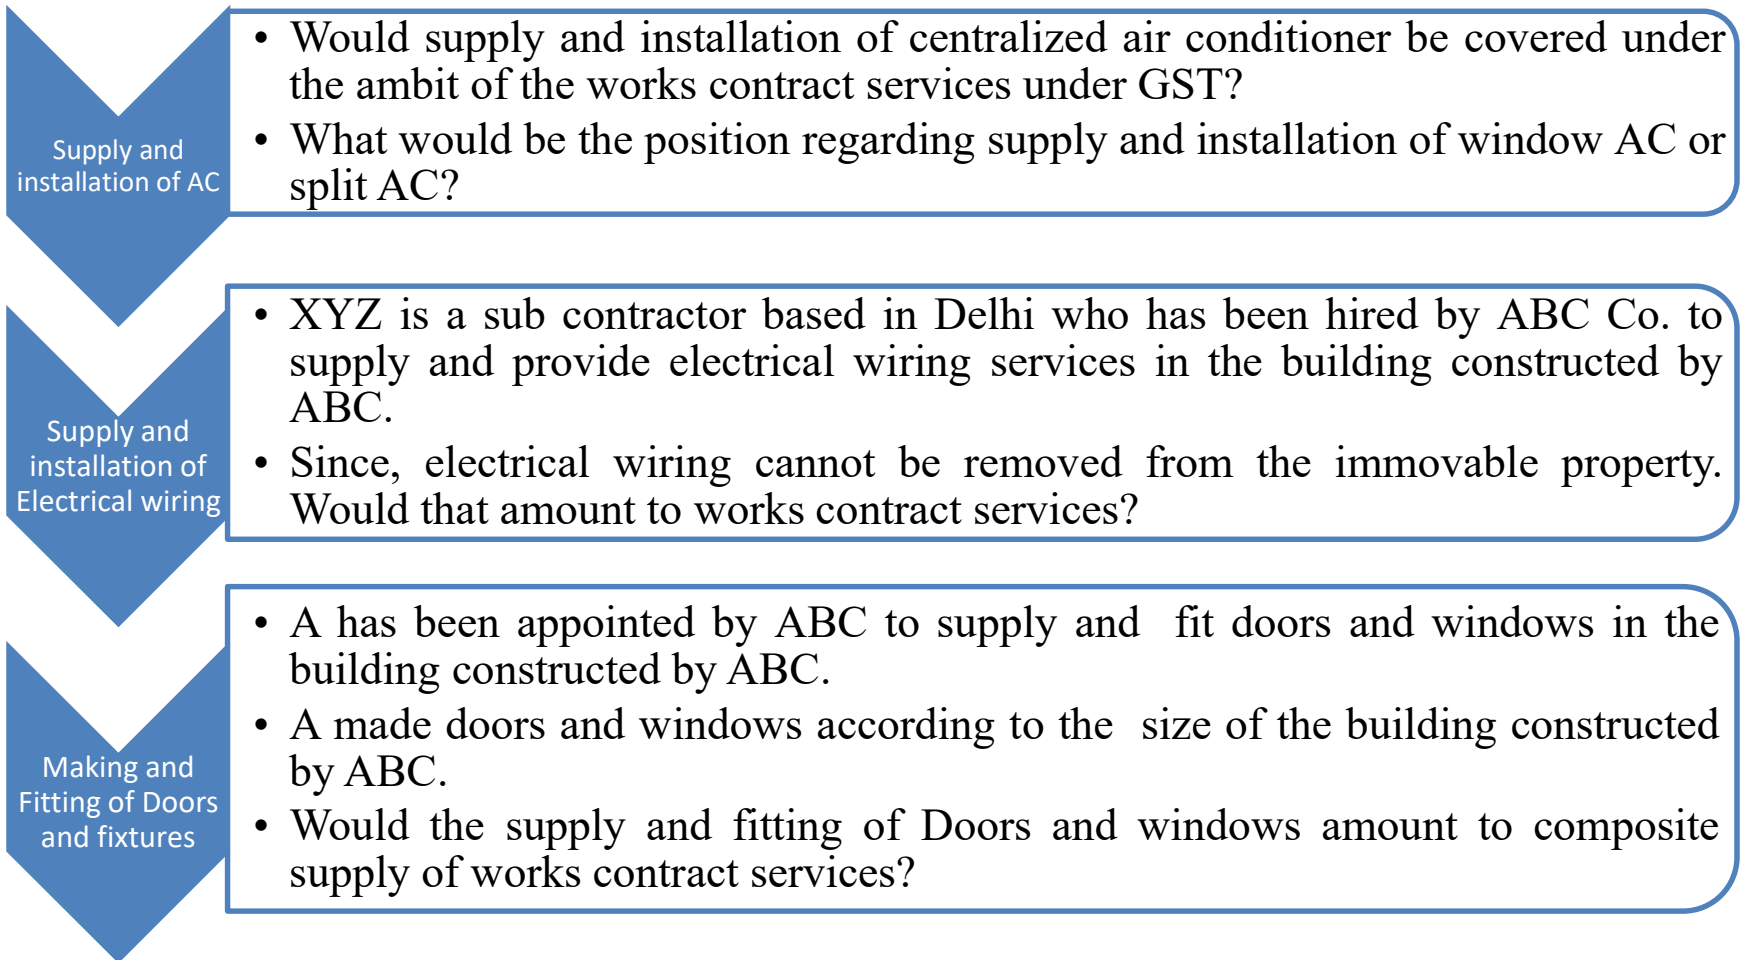 Supply and
installation of AC
• Would supply and installation of centralized air conditioner be covered under
the ambit of the works contract services under GST?
• What would be the position regarding supply and installation of window AC or
split AC?
Supply and
installation of
Electrical wiring
• XYZ is a sub contractor based in Delhi who has been hired by ABC Co. to
supply and provide electrical wiring services in the building constructed by
ABC.
• Since, electrical wiring cannot be removed from the immovable property.
Would that amount to works contract services?
Making and
Fitting of Doors
and fixtures
• A has been appointed by ABC to supply and fit doors and windows in the
building constructed by ABC.
• A made doors and windows according to the size of the building constructed
by ABC.
• Would the supply and fitting of Doors and windows amount to composite
supply of works contract services?